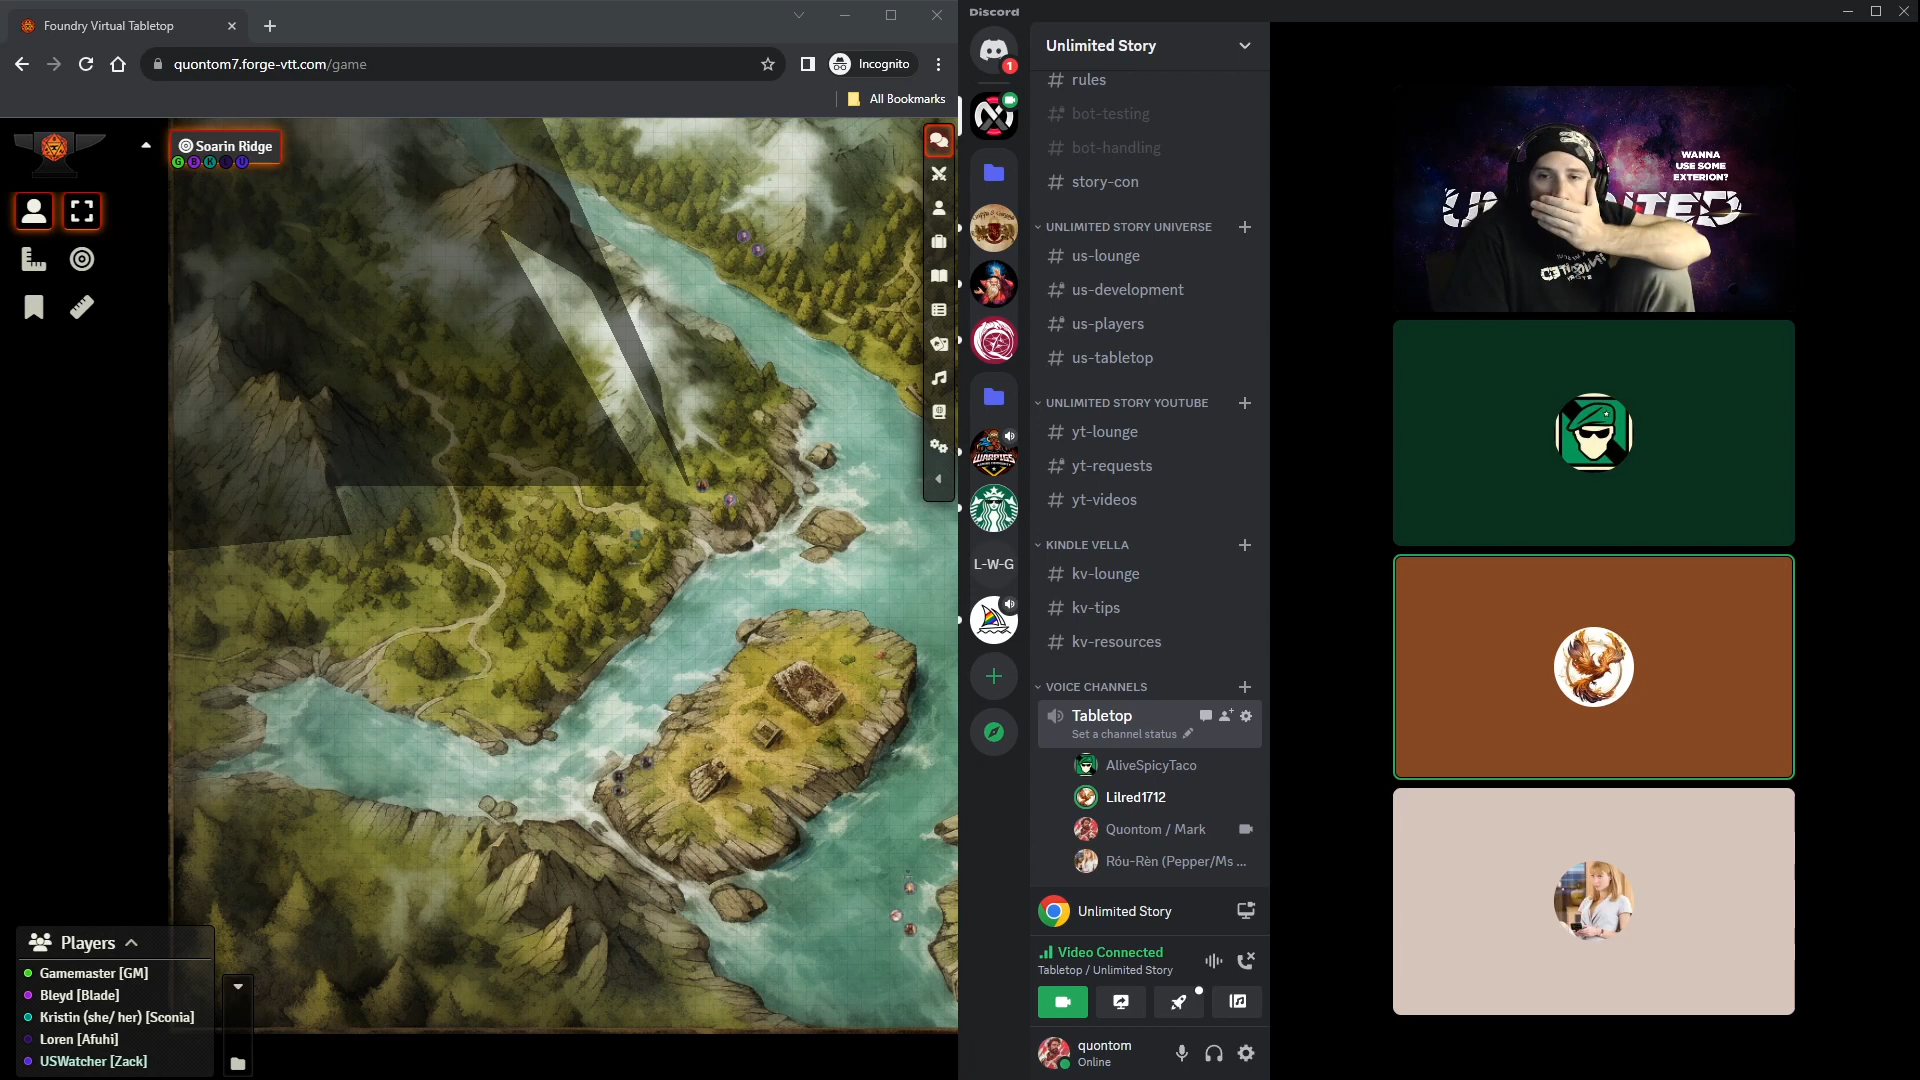 Foundry Virtual Tabletop
quontom7.forge-vtt.com/game
Incognito
All Bookmarks
Soarin Ridge
G B K L U
Players
Gamemaster [GM]
Bleyd [Blade]
Kristin (she/ her) [Sconia]
Loren [Afuhi]
USWatcher [Zack]
Discord
1
WARPIGS
L-W-G
Unlimited Story
rules
bot-testing
bot-handling
story-con
UNLIMITED STORY UNIVERSE
us-lounge
us-development
us-players
us-tabletop
UNLIMITED STORY YOUTUBE
yt-lounge
yt-requests
yt-videos
KINDLE VELLA
kv-lounge
kv-tips
kv-resources
VOICE CHANNELS
Tabletop
Set a channel status
AliveSpicyTaco
Lilred1712
Quontom / Mark
Róu-Rèn (Pepper/Ms ...
Unlimited Story
Video Connected
Tabletop / Unlimited Story
quontom
Online
WANNA
USE SOME
EXTERION?